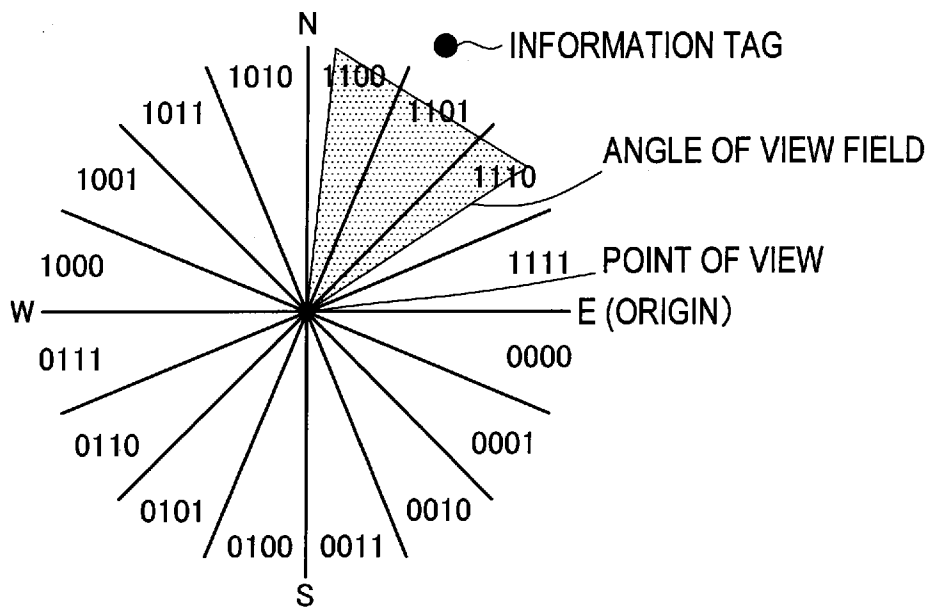 N
INFORMATION TAG
1010
1100
1011
1101
ANGLE OF VIEW FIELD
1001
1110
1000
1111
POINT OF VIEW
W
E (ORIGIN)
0111
0000
0110
0001
0101
0010
0100
0011
S